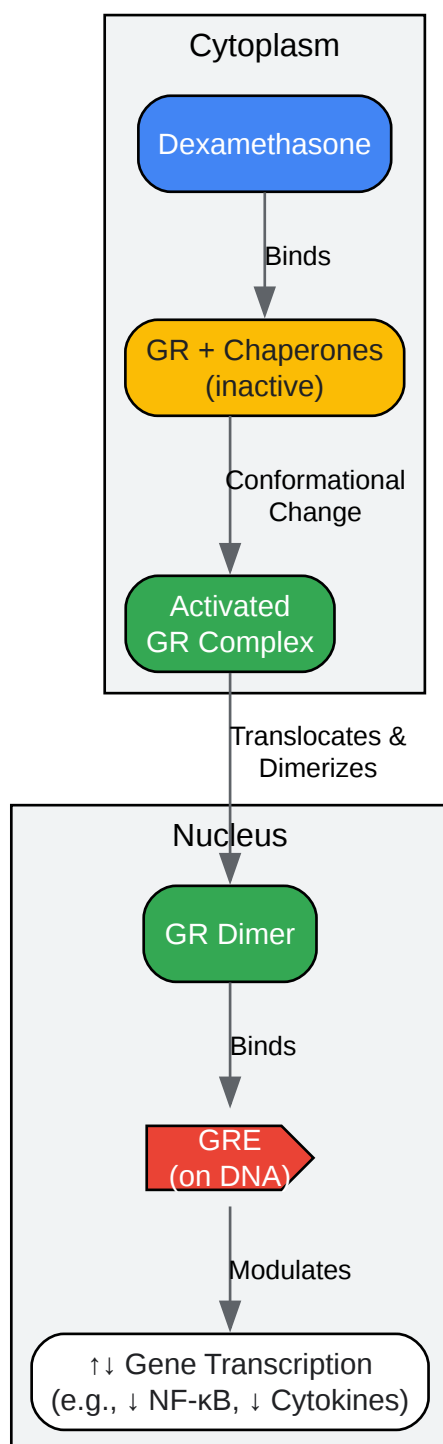 Cytoplasm
Dexamethasone
Binds
GR + Chaperones
(inactive)
Conformational
Change
Activated
GR Complex
Translocates &
Dimerizes
Nucleus
GR Dimer
Binds
GRE
(on DNA)
Modulates
↑↓ Gene Transcription
(e.g., ↓ NF-κB, ↓ Cytokines)